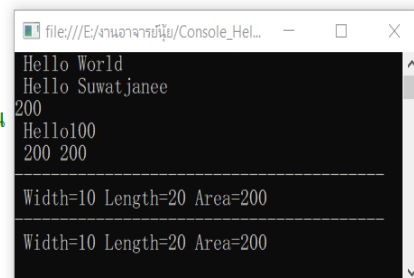 file:///E:/งานอาจารย์นุ้ย/Console_Hel...
Hello World
Hello Suwatjanee
200
Hello100
200 200
-----------------------------------------
Width=10 Length=20 Area=200
-----------------------------------------
Width=10 Length=20 Area=200